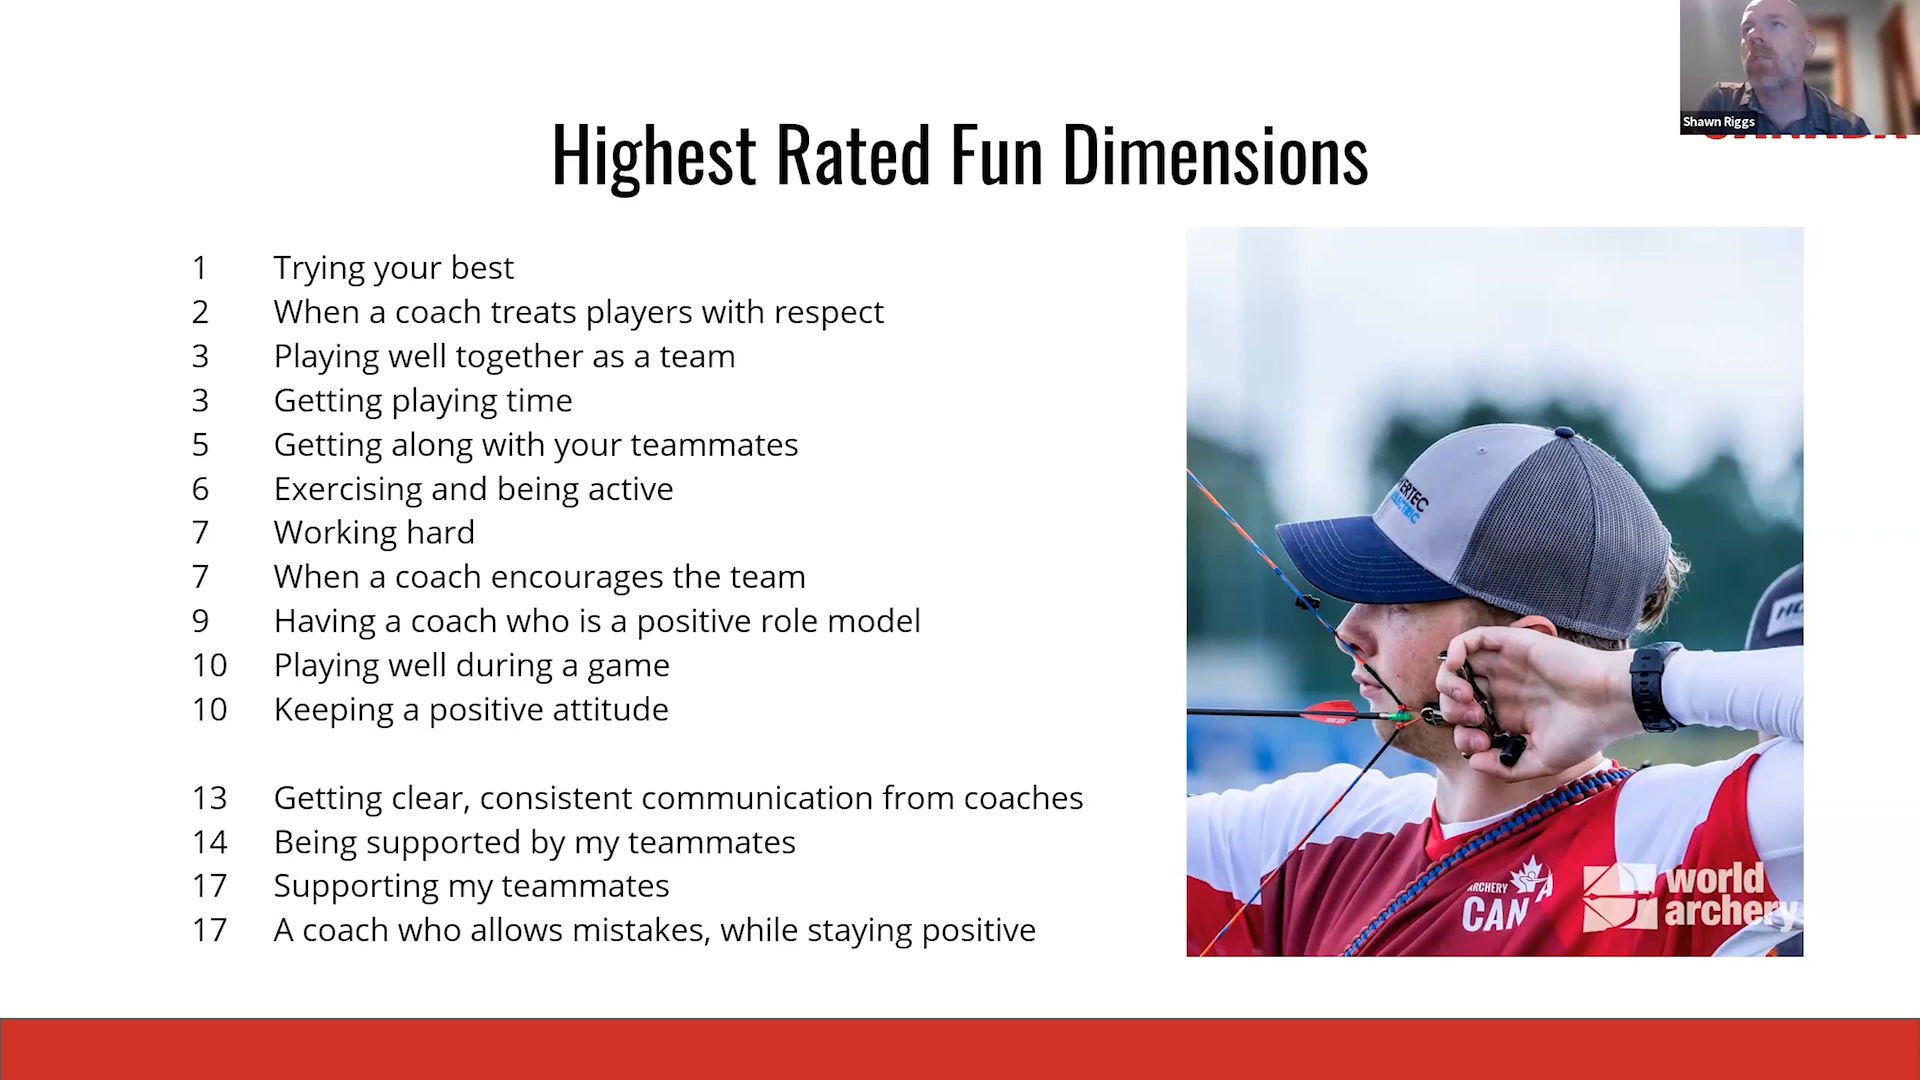 Shawn Riggs
Highest Rated Fun Dimensions
1 Trying your best
2 When a coach treats players with respect
3 Playing well together as a team
3 Getting playing time
5 Getting along with your teammates
6 Exercising and being active
7 Working hard
7 When a coach encourages the team
9 Having a coach who is a positive role model
10 Playing well during a game
10 Keeping a positive attitude
13 Getting clear, consistent communication from coaches
14 Being supported by my teammates
17 Supporting my teammates
17 A coach who allows mistakes, while staying positive
ARCHERY
CAN
world
archery